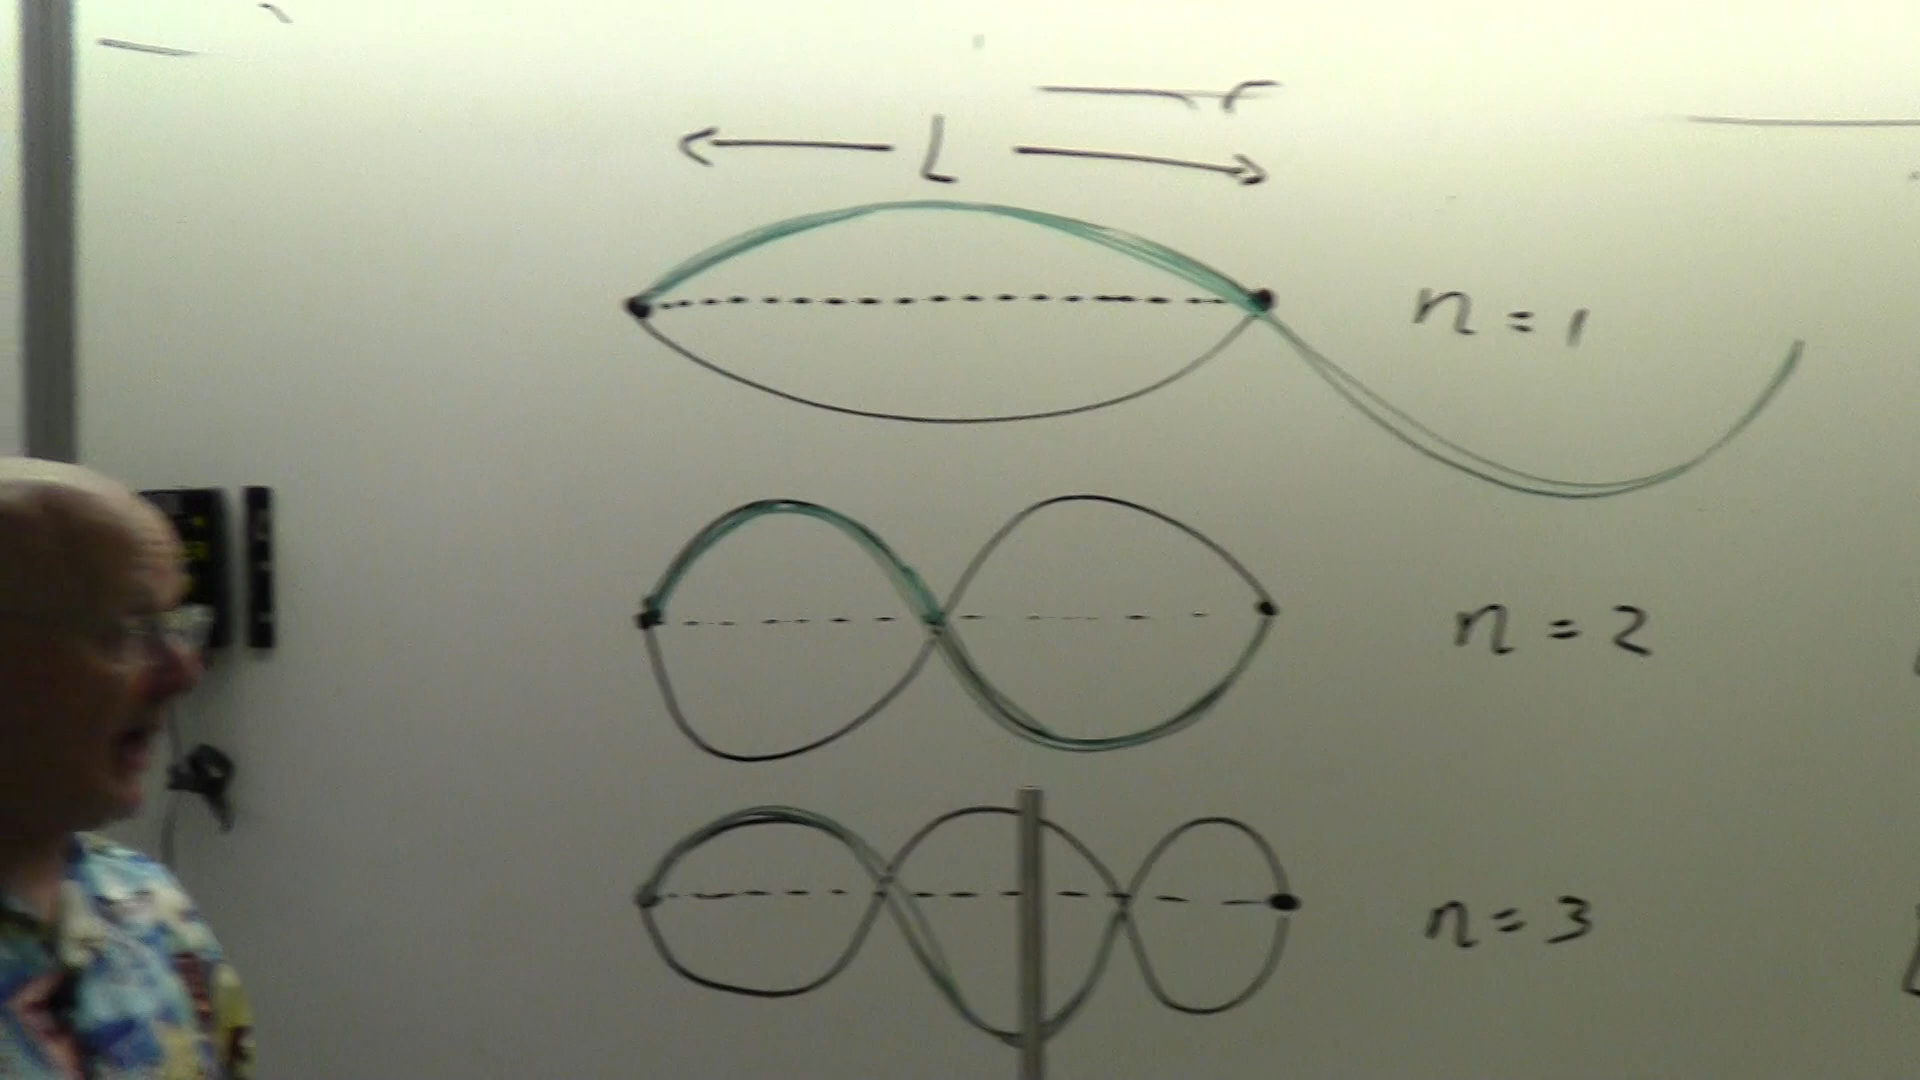 L
n = 1
n = 2
n = 3